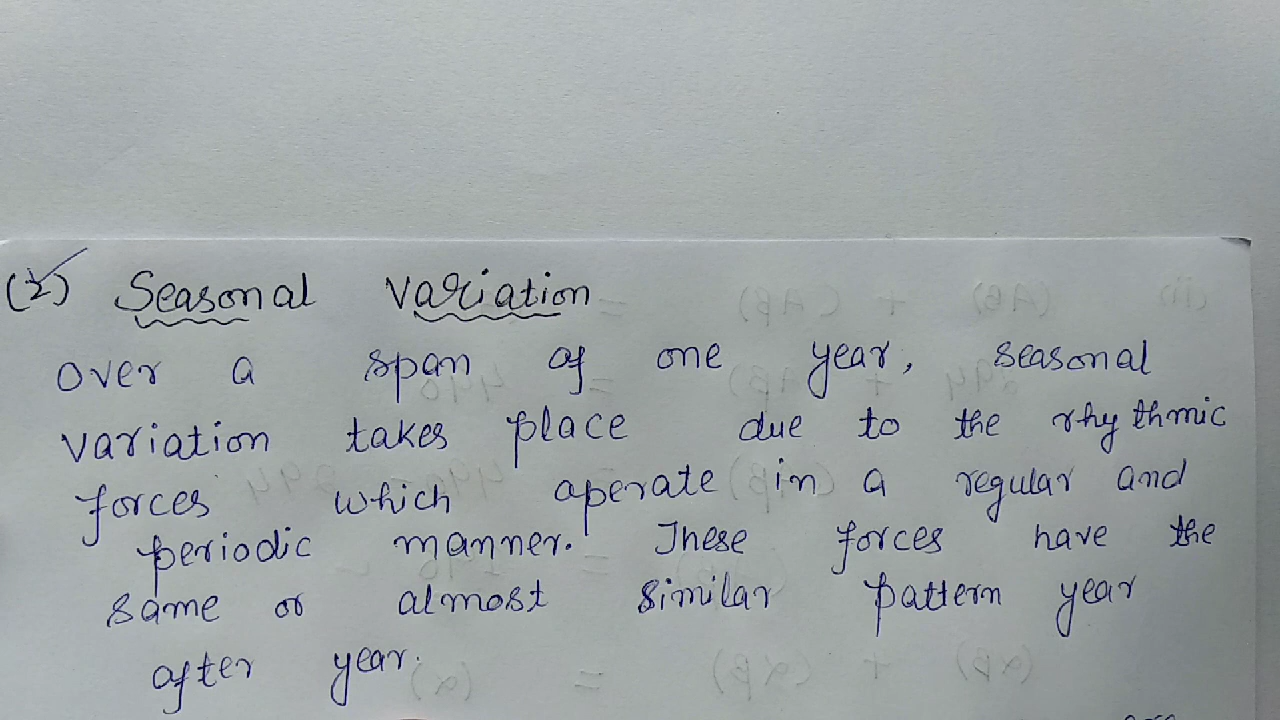 (2) Seasonal Variation
over a span of one year, seasonal
variation takes place due to the rhythmic
forces which operate in a regular and
periodic manner. These forces have the
same or almost similar pattern year
after year.